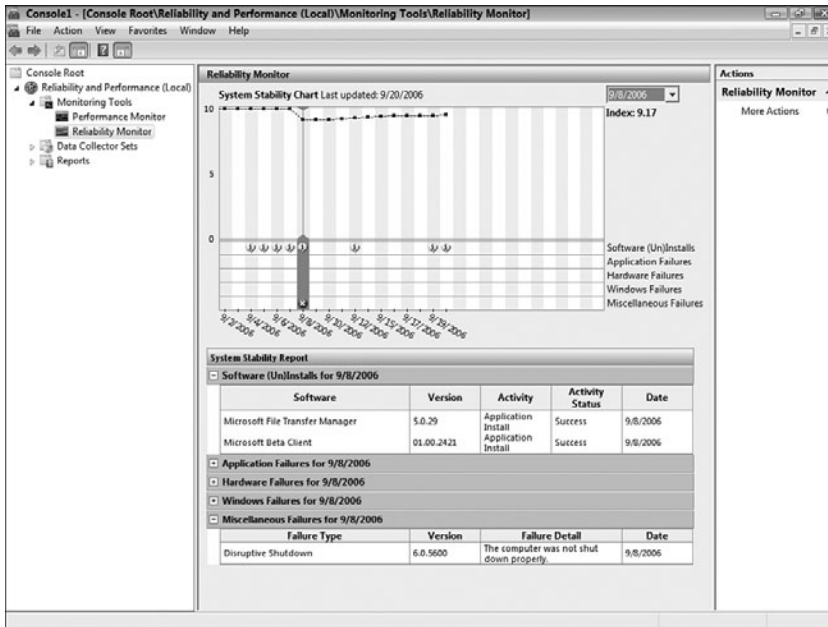 Console1 - [Console Root\Reliability and Performance (Local)\Monitoring Tools\Reliability Monitor]
File Action View Favorites Window Help
Console Root
Reliability and Performance (Local)
Monitoring Tools
Performance Monitor
Reliability Monitor
Data Collector Sets
Reports
Reliability Monitor
System Stability Chart Last updated: 9/20/2006
9/8/2006
Index: 9.17
10
5
0
Software (Un)Installs
Application Failures
Hardware Failures
Windows Failures
Miscellaneous Failures
9/2/2006
9/4/2006
9/6/2006
9/8/2006
9/10/2006
9/12/2006
9/15/2006
9/17/2006
9/19/2006
System Stability Report
Software (Un)Installs for 9/8/2006
Software Version Activity Activity Status Date
Microsoft File Transfer Manager 5.0.29 Application Install Success 9/8/2006
Microsoft Beta Client 01.00.2421 Application Install Success 9/8/2006
Application Failures for 9/8/2006
Hardware Failures for 9/8/2006
Windows Failures for 9/8/2006
Miscellaneous Failures for 9/8/2006
Failure Type Version Failure Detail Date
Disruptive Shutdown 6.0.5600 The computer was not shut down properly. 9/8/2006
Actions
Reliability Monitor
More Actions